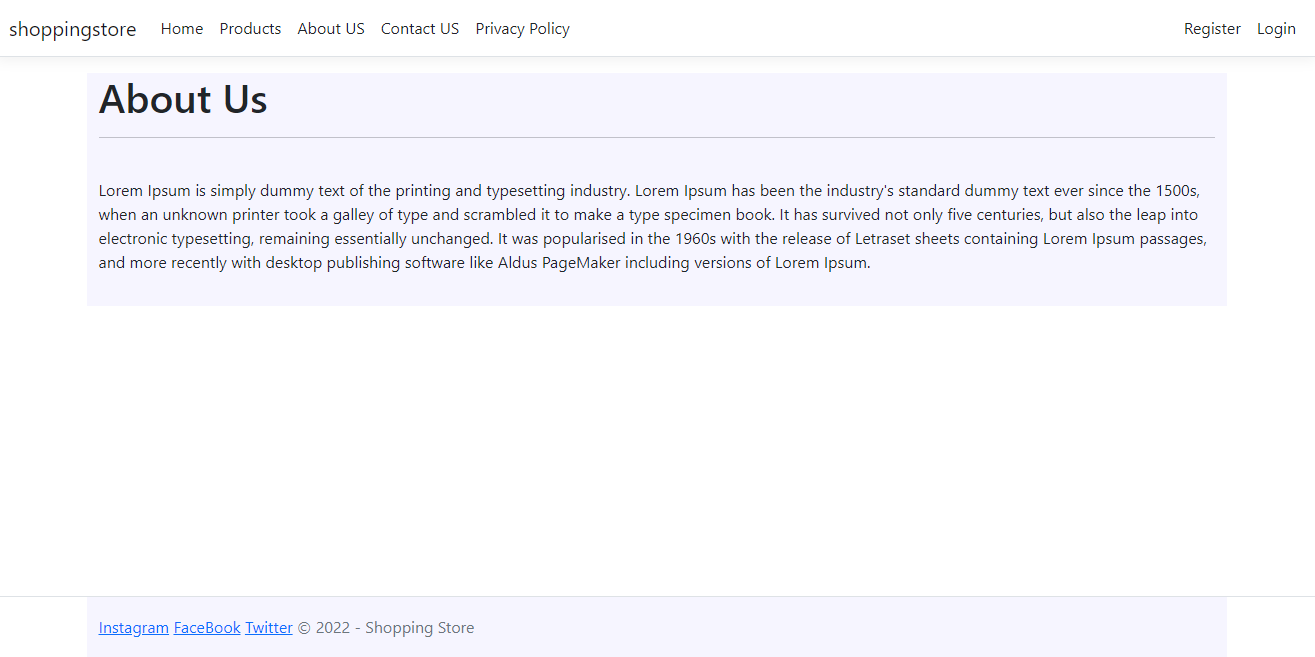 shoppingstore Home Products About US Contact US Privacy Policy Register Login
About Us
Lorem Ipsum is simply dummy text of the printing and typesetting industry. Lorem Ipsum has been the industry's standard dummy text ever since the 1500s,
when an unknown printer took a galley of type and scrambled it to make a type specimen book. It has survived not only five centuries, but also the leap into
electronic typesetting, remaining essentially unchanged. It was popularised in the 1960s with the release of Letraset sheets containing Lorem Ipsum passages,
and more recently with desktop publishing software like Aldus PageMaker including versions of Lorem Ipsum.
Instagram FaceBook Twitter © 2022 - Shopping Store